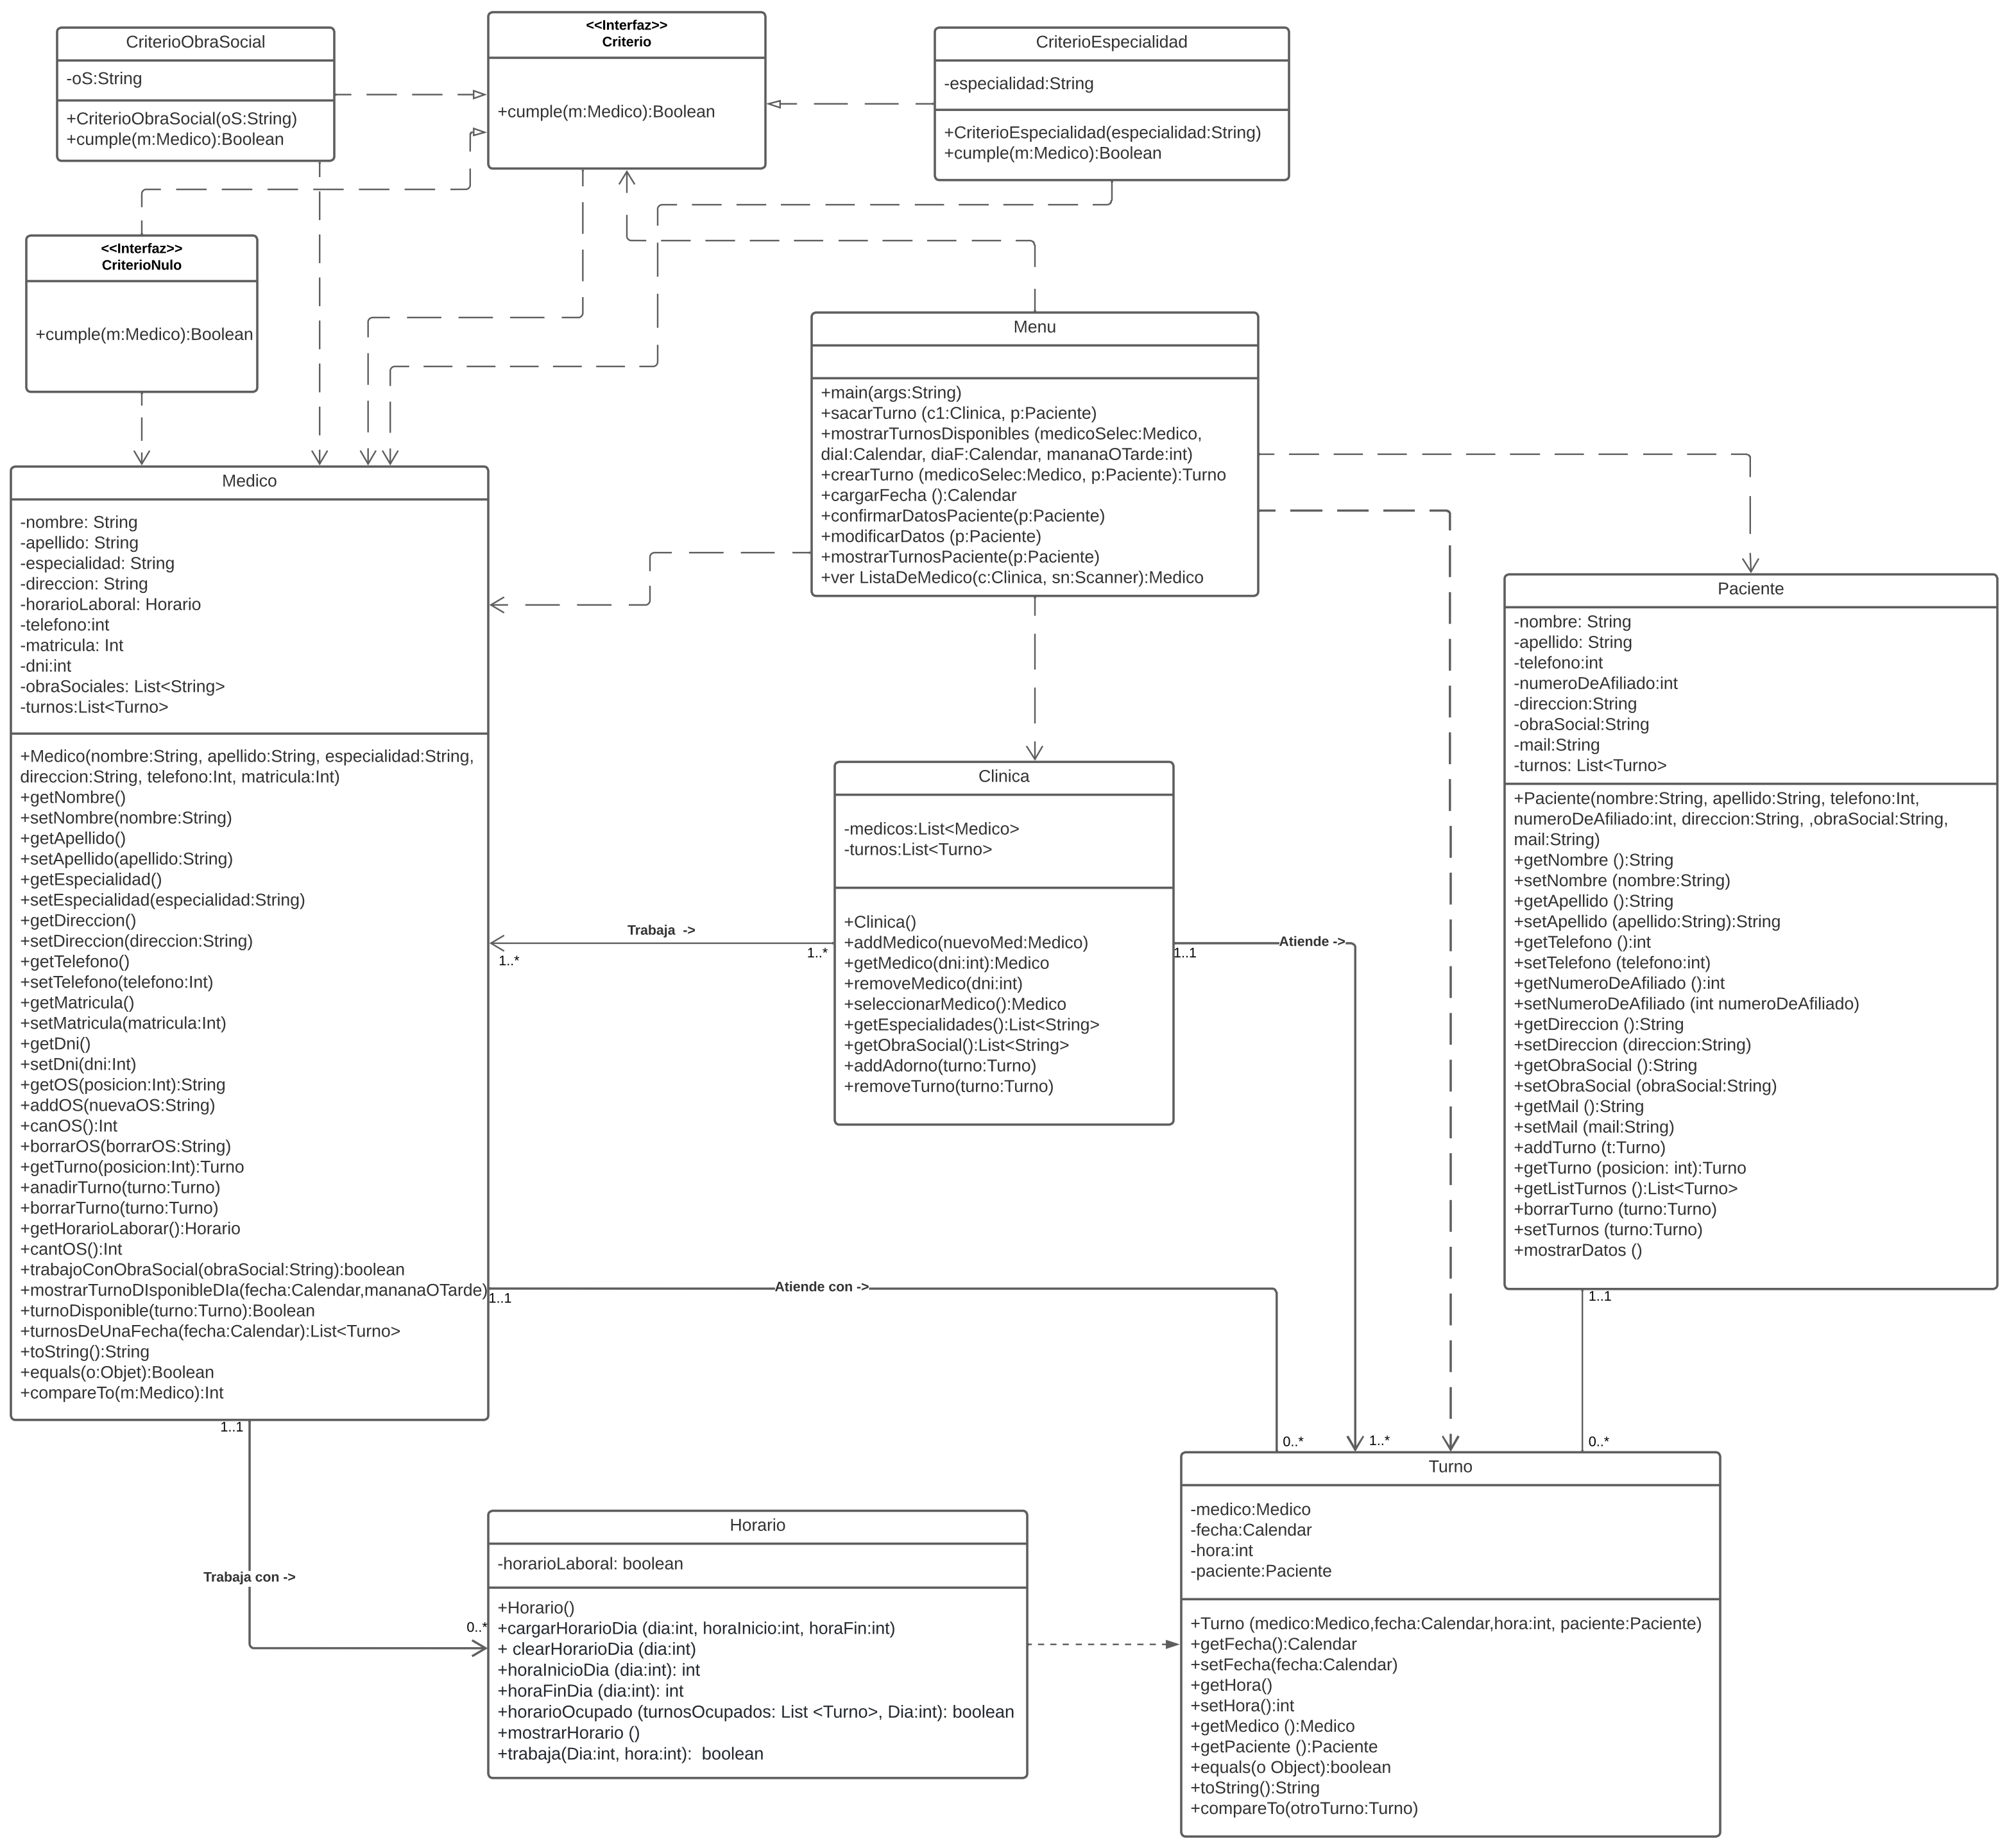 CriterioObraSocial
-oS:String
+CriterioObraSocial(oS:String)
+cumple(m:Medico):Boolean
<<Interfaz>>
Criterio
+cumple(m:Medico):Boolean
CriterioEspecialidad
-especialidad:String
+CriterioEspecialidad(especialidad:String)
+cumple(m:Medico):Boolean
<<Interfaz>>
CriterioNulo
+cumple(m:Medico):Boolean
Menu
+main(args:String)
+sacarTurno (c1:Clinica, p:Paciente)
+mostrarTurnosDisponibles (medicoSelec:Medico,
diaI:Calendar, diaF:Calendar, mananaOTarde:int)
+crearTurno (medicoSelec:Medico, p:Paciente):Turno
+cargarFecha ():Calendar
+confirmarDatosPaciente(p:Paciente)
+modificarDatos (p:Paciente)
+mostrarTurnosPaciente(p:Paciente)
+ver ListaDeMedico(c:Clinica, sn:Scanner):Medico
Medico
-nombre: String
-apellido: String
-especialidad: String
-direccion: String
-horarioLaboral: Horario
-telefono:int
-matricula: Int
-dni:int
-obraSociales: List<String>
-turnos:List<Turno>
+Medico(nombre:String, apellido:String, especialidad:String,
direccion:String, telefono:Int, matricula:Int)
+getNombre()
+setNombre(nombre:String)
+getApellido()
+setApellido(apellido:String)
+getEspecialidad()
+setEspecialidad(especialidad:String)
+getDireccion()
+setDireccion(direccion:String)
+getTelefono()
+setTelefono(telefono:Int)
+getMatricula()
+setMatricula(matricula:Int)
+getDni()
+setDni(dni:Int)
+getOS(posicion:Int):String
+addOS(nuevaOS:String)
+canOS():Int
+borrarOS(borrarOS:String)
+getTurno(posicion:Int):Turno
+anadirTurno(turno:Turno)
+borrarTurno(turno:Turno)
+getHorarioLaborar():Horario
+cantOS():Int
+trabajoConObraSocial(obraSocial:String):boolean
+mostrarTurnoDIsponibleDIa(fecha:Calendar,mananaOTarde)
+turnoDisponible(turno:Turno):Boolean
+turnosDeUnaFecha(fecha:Calendar):List<Turno>
+toString():String
+equals(o:Objet):Boolean
+compareTo(m:Medico):Int
Paciente
-nombre: String
-apellido: String
-telefono:int
-numeroDeAfiliado:int
-direccion:String
-obraSocial:String
-mail:String
-turnos: List<Turno>
+Paciente(nombre:String, apellido:String, telefono:Int,
numeroDeAfiliado:int, direccion:String, ,obraSocial:String,
mail:String)
+getNombre ():String
+setNombre (nombre:String)
+getApellido ():String
+setApellido (apellido:String):String
+getTelefono ():int
+setTelefono (telefono:int)
+getNumeroDeAfiliado ():int
+setNumeroDeAfiliado (int numeroDeAfiliado)
+getDireccion ():String
+setDireccion (direccion:String)
+getObraSocial ():String
+setObraSocial (obraSocial:String)
+getMail ():String
+setMail (mail:String)
+addTurno (t:Turno)
+getTurno (posicion: int):Turno
+getListTurnos ():List<Turno>
+borrarTurno (turno:Turno)
+setTurnos (turno:Turno)
+mostrarDatos ()
Clinica
-medicos:List<Medico>
-turnos:List<Turno>
+Clinica()
+addMedico(nuevoMed:Medico)
+getMedico(dni:int):Medico
+removeMedico(dni:int)
+seleccionarMedico():Medico
+getEspecialidades():List<String>
+getObraSocial():List<String>
+addAdorno(turno:Turno)
+removeTurno(turno:Turno)
Trabaja ->
1..*
1..*
Atiende ->
1..1
1..*
Atiende con ->
1..1
0..*
1..1
0..*
1..1
Trabaja con ->
0..*
Horario
-horarioLaboral: boolean
+Horario()
+cargarHorarioDia (dia:int, horaInicio:int, horaFin:int)
+ clearHorarioDia (dia:int)
+horaInicioDia (dia:int): int
+horaFinDia (dia:int): int
+horarioOcupado (turnosOcupados: List <Turno>, Dia:int): boolean
+mostrarHorario ()
+trabaja(Dia:int, hora:int): boolean
Turno
-medico:Medico
-fecha:Calendar
-hora:int
-paciente:Paciente
+Turno (medico:Medico,fecha:Calendar,hora:int, paciente:Paciente)
+getFecha():Calendar
+setFecha(fecha:Calendar)
+getHora()
+setHora():int
+getMedico ():Medico
+getPaciente ():Paciente
+equals(o Object):boolean
+toString():String
+compareTo(otroTurno:Turno)